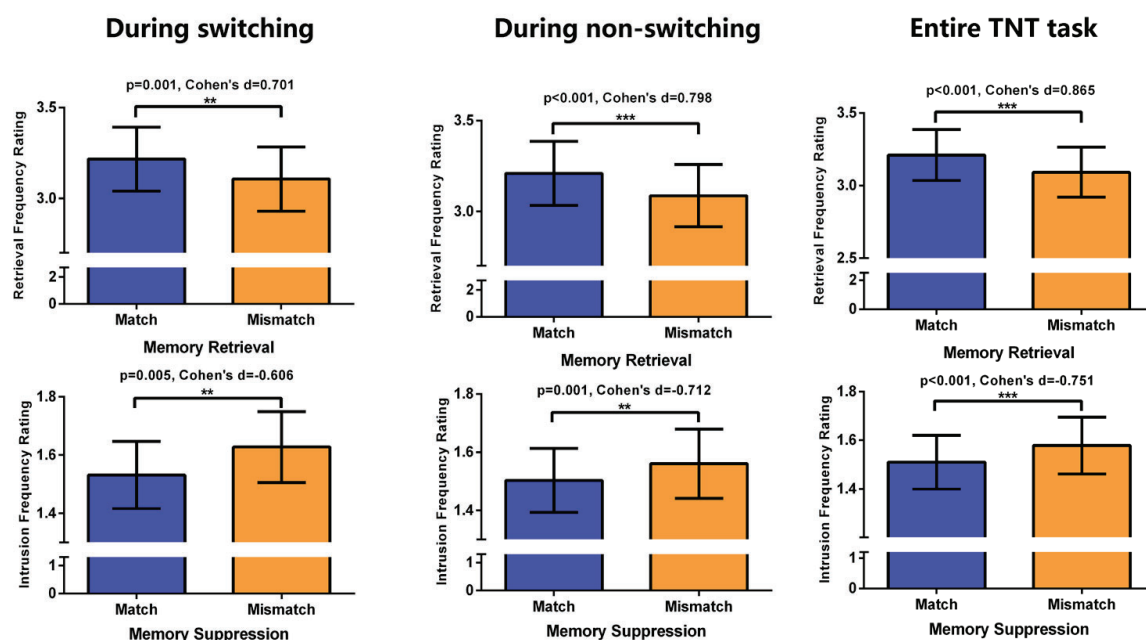 During switching
During non-switching
Entire TNT task
p=0.001, Cohen's d=0.701
**
Retrieval Frequency Rating
3.5
3.0
2
0
Match
Mismatch
Memory Retrieval
p<0.001, Cohen's d=0.798
***
Retrieval Frequency Rating
3.5
3.0
2
0
Match
Mismatch
Memory Retrieval
p<0.001, Cohen's d=0.865
***
Retrieval Frequency Rating
3.5
3.0
2.5
2
0
Match
Mismatch
Memory Retrieval
p=0.005, Cohen's d=-0.606
**
Intrusion Frequency Rating
1.8
1.6
1.4
1
0
Match
Mismatch
Memory Suppression
p=0.001, Cohen's d=-0.712
**
Intrusion Frequency Rating
1.8
1.6
1.4
1
0
Match
Mismatch
Memory Suppression
p<0.001, Cohen's d=-0.751
***
Intrusion Frequency Rating
1.8
1.6
1.4
1
0
Match
Mismatch
Memory Suppression